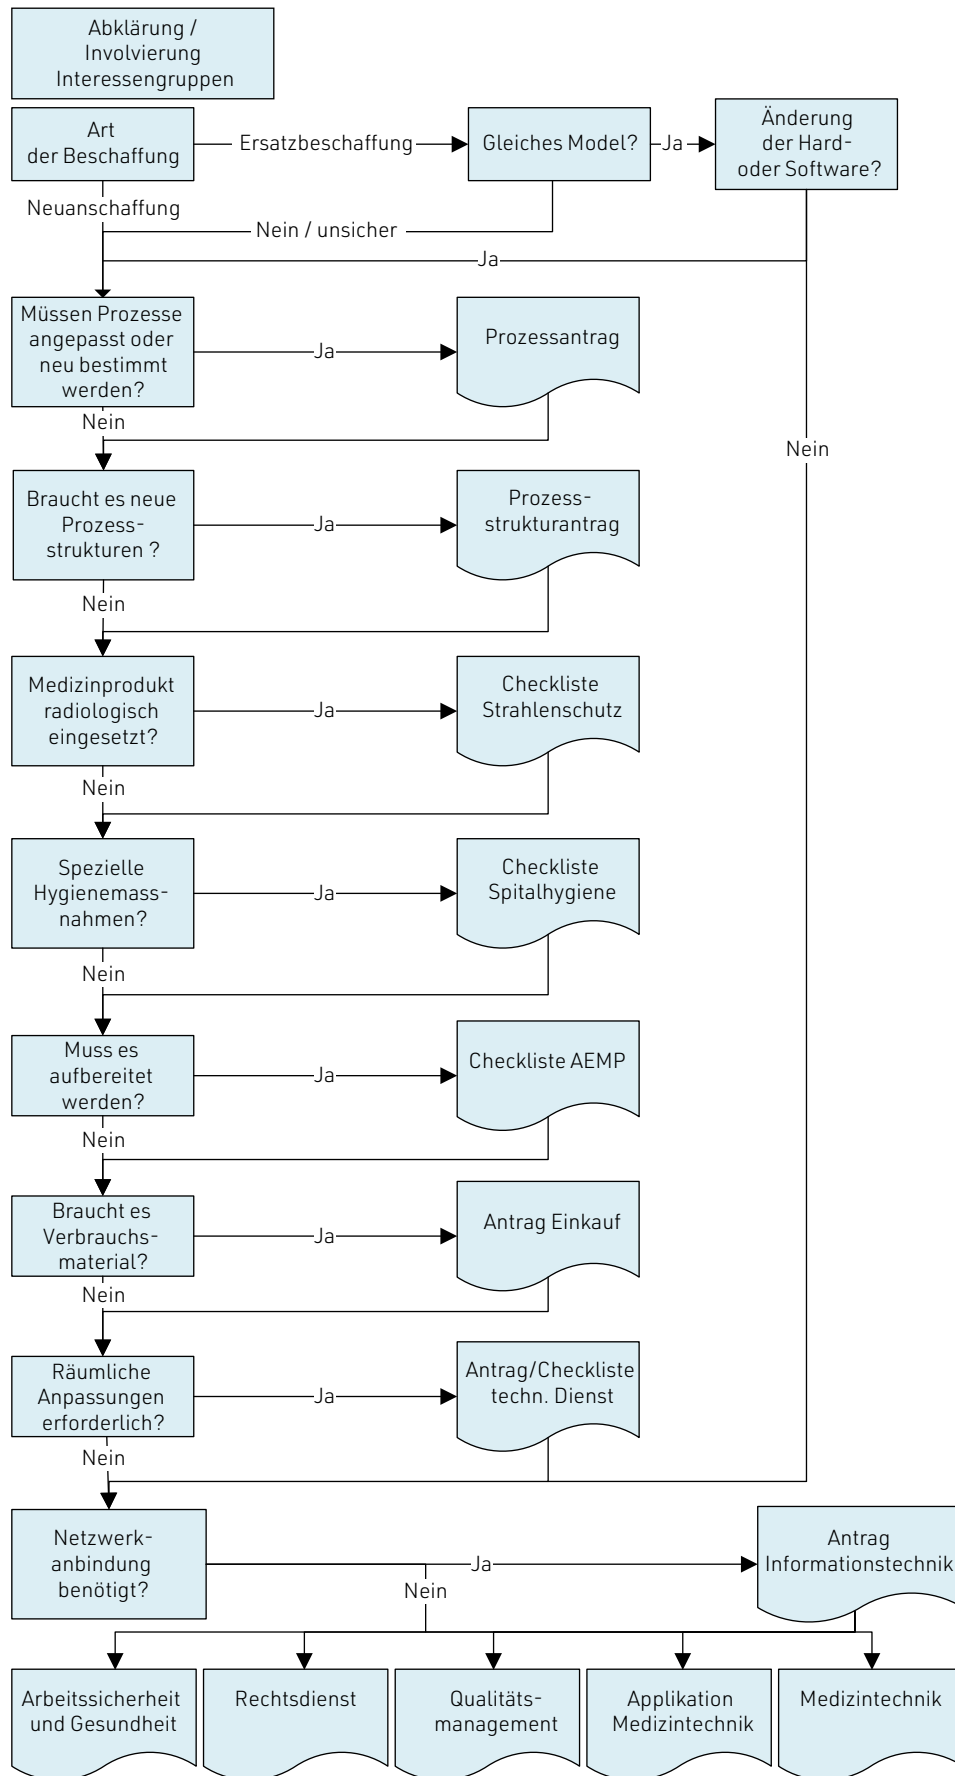 Abklärung /
Involvierung
Interessengruppen
Art
der Beschaffung
Ersatzbeschaffung
Gleiches Model?
Ja
Änderung
der Hard-
oder Software?
Neuanschaffung
Nein / unsicher
Ja
Müssen Prozesse
angepasst oder
neu bestimmt
werden?
Ja
Prozessantrag
Nein
Nein
Braucht es neue
Prozess-
strukturen ?
Ja
Prozess-
strukturantrag
Nein
Medizinprodukt
radiologisch
eingesetzt?
Ja
Checkliste
Strahlenschutz
Nein
Spezielle
Hygienemass-
nahmen?
Ja
Checkliste
Spitalhygiene
Nein
Muss es
aufbereitet
werden?
Ja
Checkliste AEMP
Nein
Braucht es
Verbrauchs-
material?
Ja
Antrag Einkauf
Nein
Räumliche
Anpassungen
erforderlich?
Ja
Antrag/Checkliste
techn. Dienst
Nein
Netzwerk-
anbindung
benötigt?
Ja
Antrag
Informationstechnik
Nein
Arbeitssicherheit
und Gesundheit
Rechtsdienst
Qualitäts-
management
Applikation
Medizintechnik
Medizintechnik